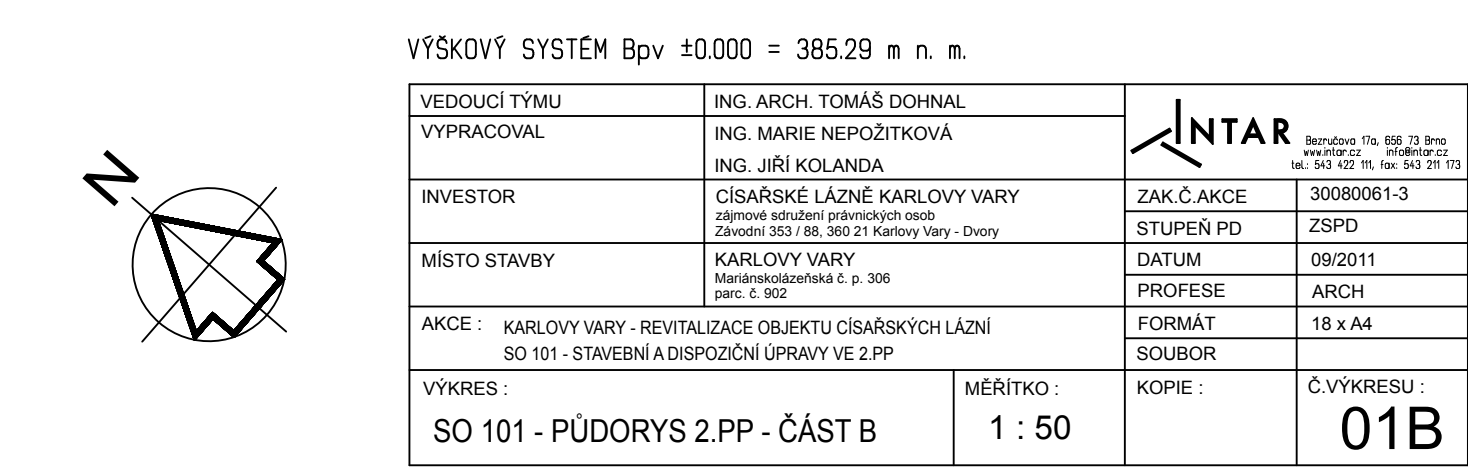 VÝŠKOVÝ SYSTÉM Bpv ±0.000 = 385.29 m n. m.
N
VEDOUCÍ TÝMU ING. ARCH. TOMÁŠ DOHNAL
VYPRACOVAL ING. MARIE NEPOŽITKOVÁ
ING. JIŘÍ KOLANDA
INTAR
Bezručova 17a, 656 73 Brno
www.intar.cz info@intar.cz
tel.: 543 422 111, fax: 543 211 173
INVESTOR CÍSAŘSKÉ LÁZNĚ KARLOVY VARY
zájmové sdružení právnických osob
Závodní 353 / 88, 360 21 Karlovy Vary - Dvory
ZAK.Č.AKCE 30080061-3
STUPEŇ PD ZSPD
MÍSTO STAVBY KARLOVY VARY
Mariánskolázeňská č. p. 306
parc. č. 902
DATUM 09/2011
PROFESE ARCH
AKCE : KARLOVY VARY - REVITALIZACE OBJEKTU CÍSAŘSKÝCH LÁZNÍ
SO 101 - STAVEBNÍ A DISPOZIČNÍ ÚPRAVY VE 2.PP
FORMÁT 18 x A4
SOUBOR
VÝKRES :
SO 101 - PŮDORYS 2.PP - ČÁST B
MĚŘÍTKO :
1 : 50
KOPIE :
Č.VÝKRESU :
01B